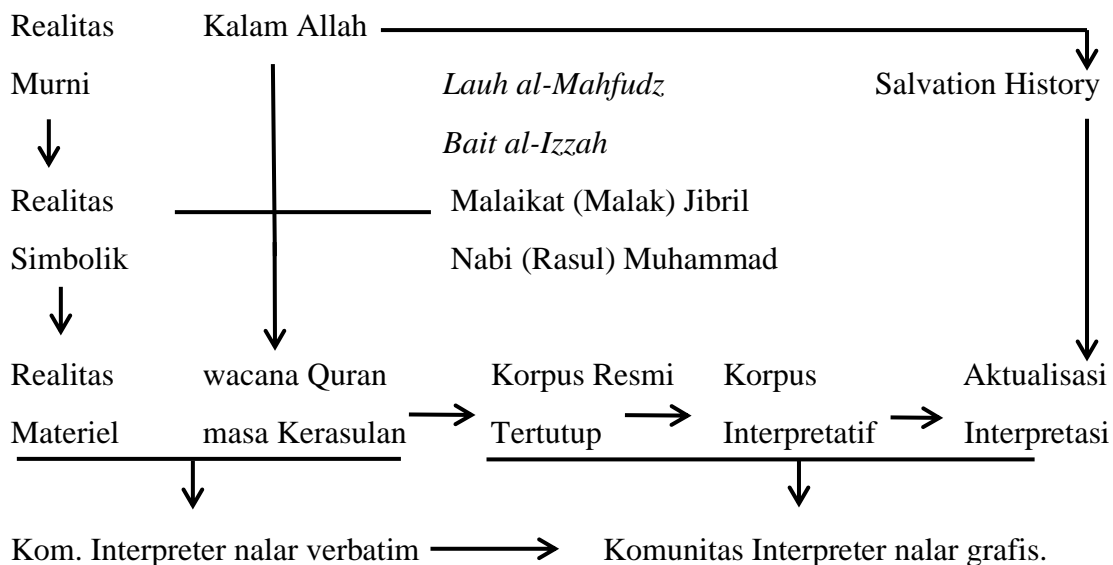 Realitas Kalam Allah
Murni Lauh al-Mahfudz Salvation History
Bait al-Izzah
Realitas Malaikat (Malak) Jibril
Simbolik Nabi (Rasul) Muhammad
Realitas wacana Quran Korpus Resmi Korpus Aktualisasi
Materiel masa Kerasulan Tertutup Interpretatif Interpretasi
Kom. Interpreter nalar verbatim Komunitas Interpreter nalar grafis.